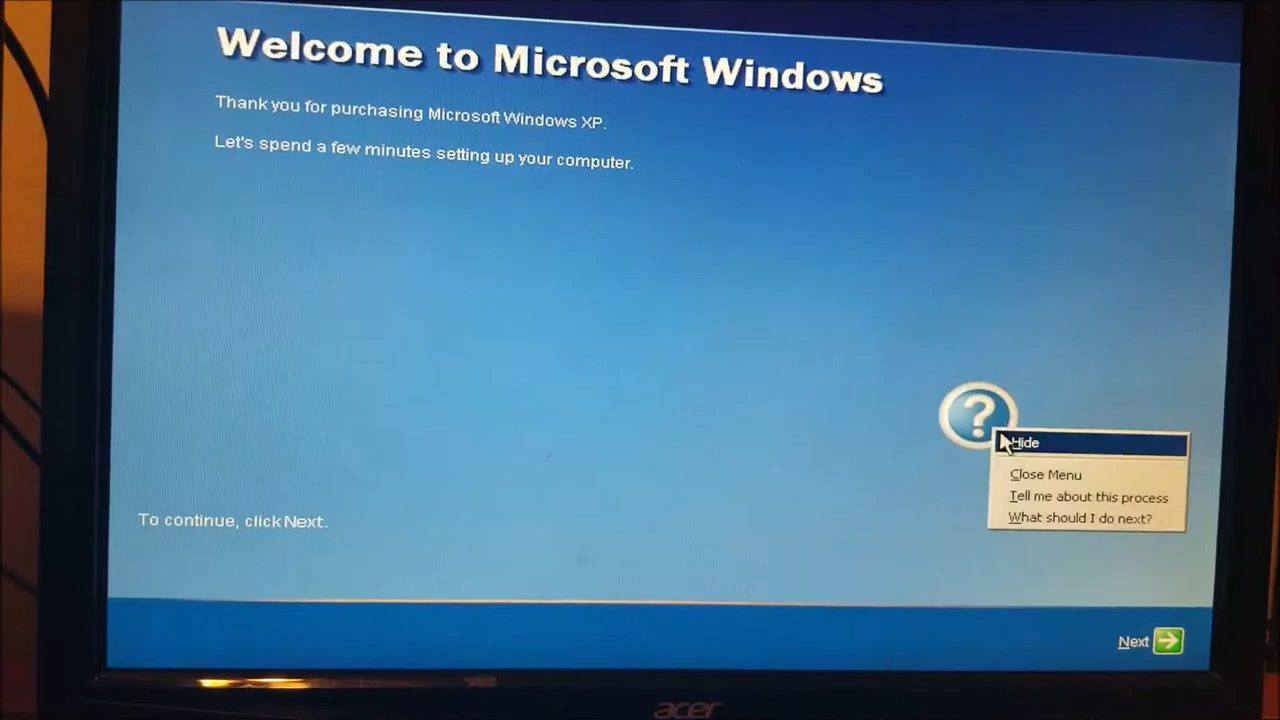 Welcome to Microsoft Windows
Thank you for purchasing Microsoft Windows XP.
Let's spend a few minutes setting up your computer.
?
Hide
Close Menu
Tell me about this process
What should I do next?
To continue, click Next.
Next
acer